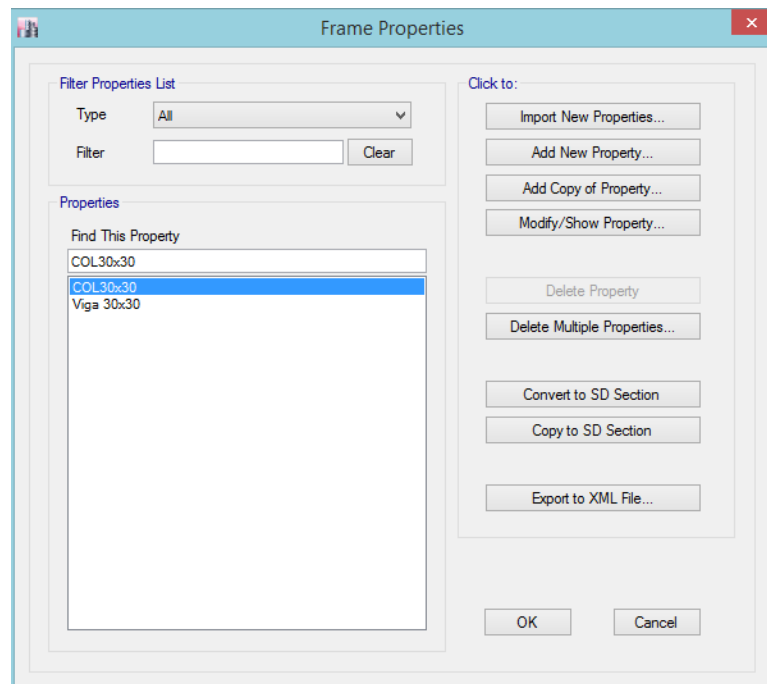 Frame Properties
Filter Properties List
Type All
Filter Clear
Properties
Find This Property
COL30x30
COL30x30
Viga 30x30
Click to:
Import New Properties...
Add New Property...
Add Copy of Property...
Modify/Show Property...
Delete Property
Delete Multiple Properties...
Convert to SD Section
Copy to SD Section
Export to XML File...
OK Cancel